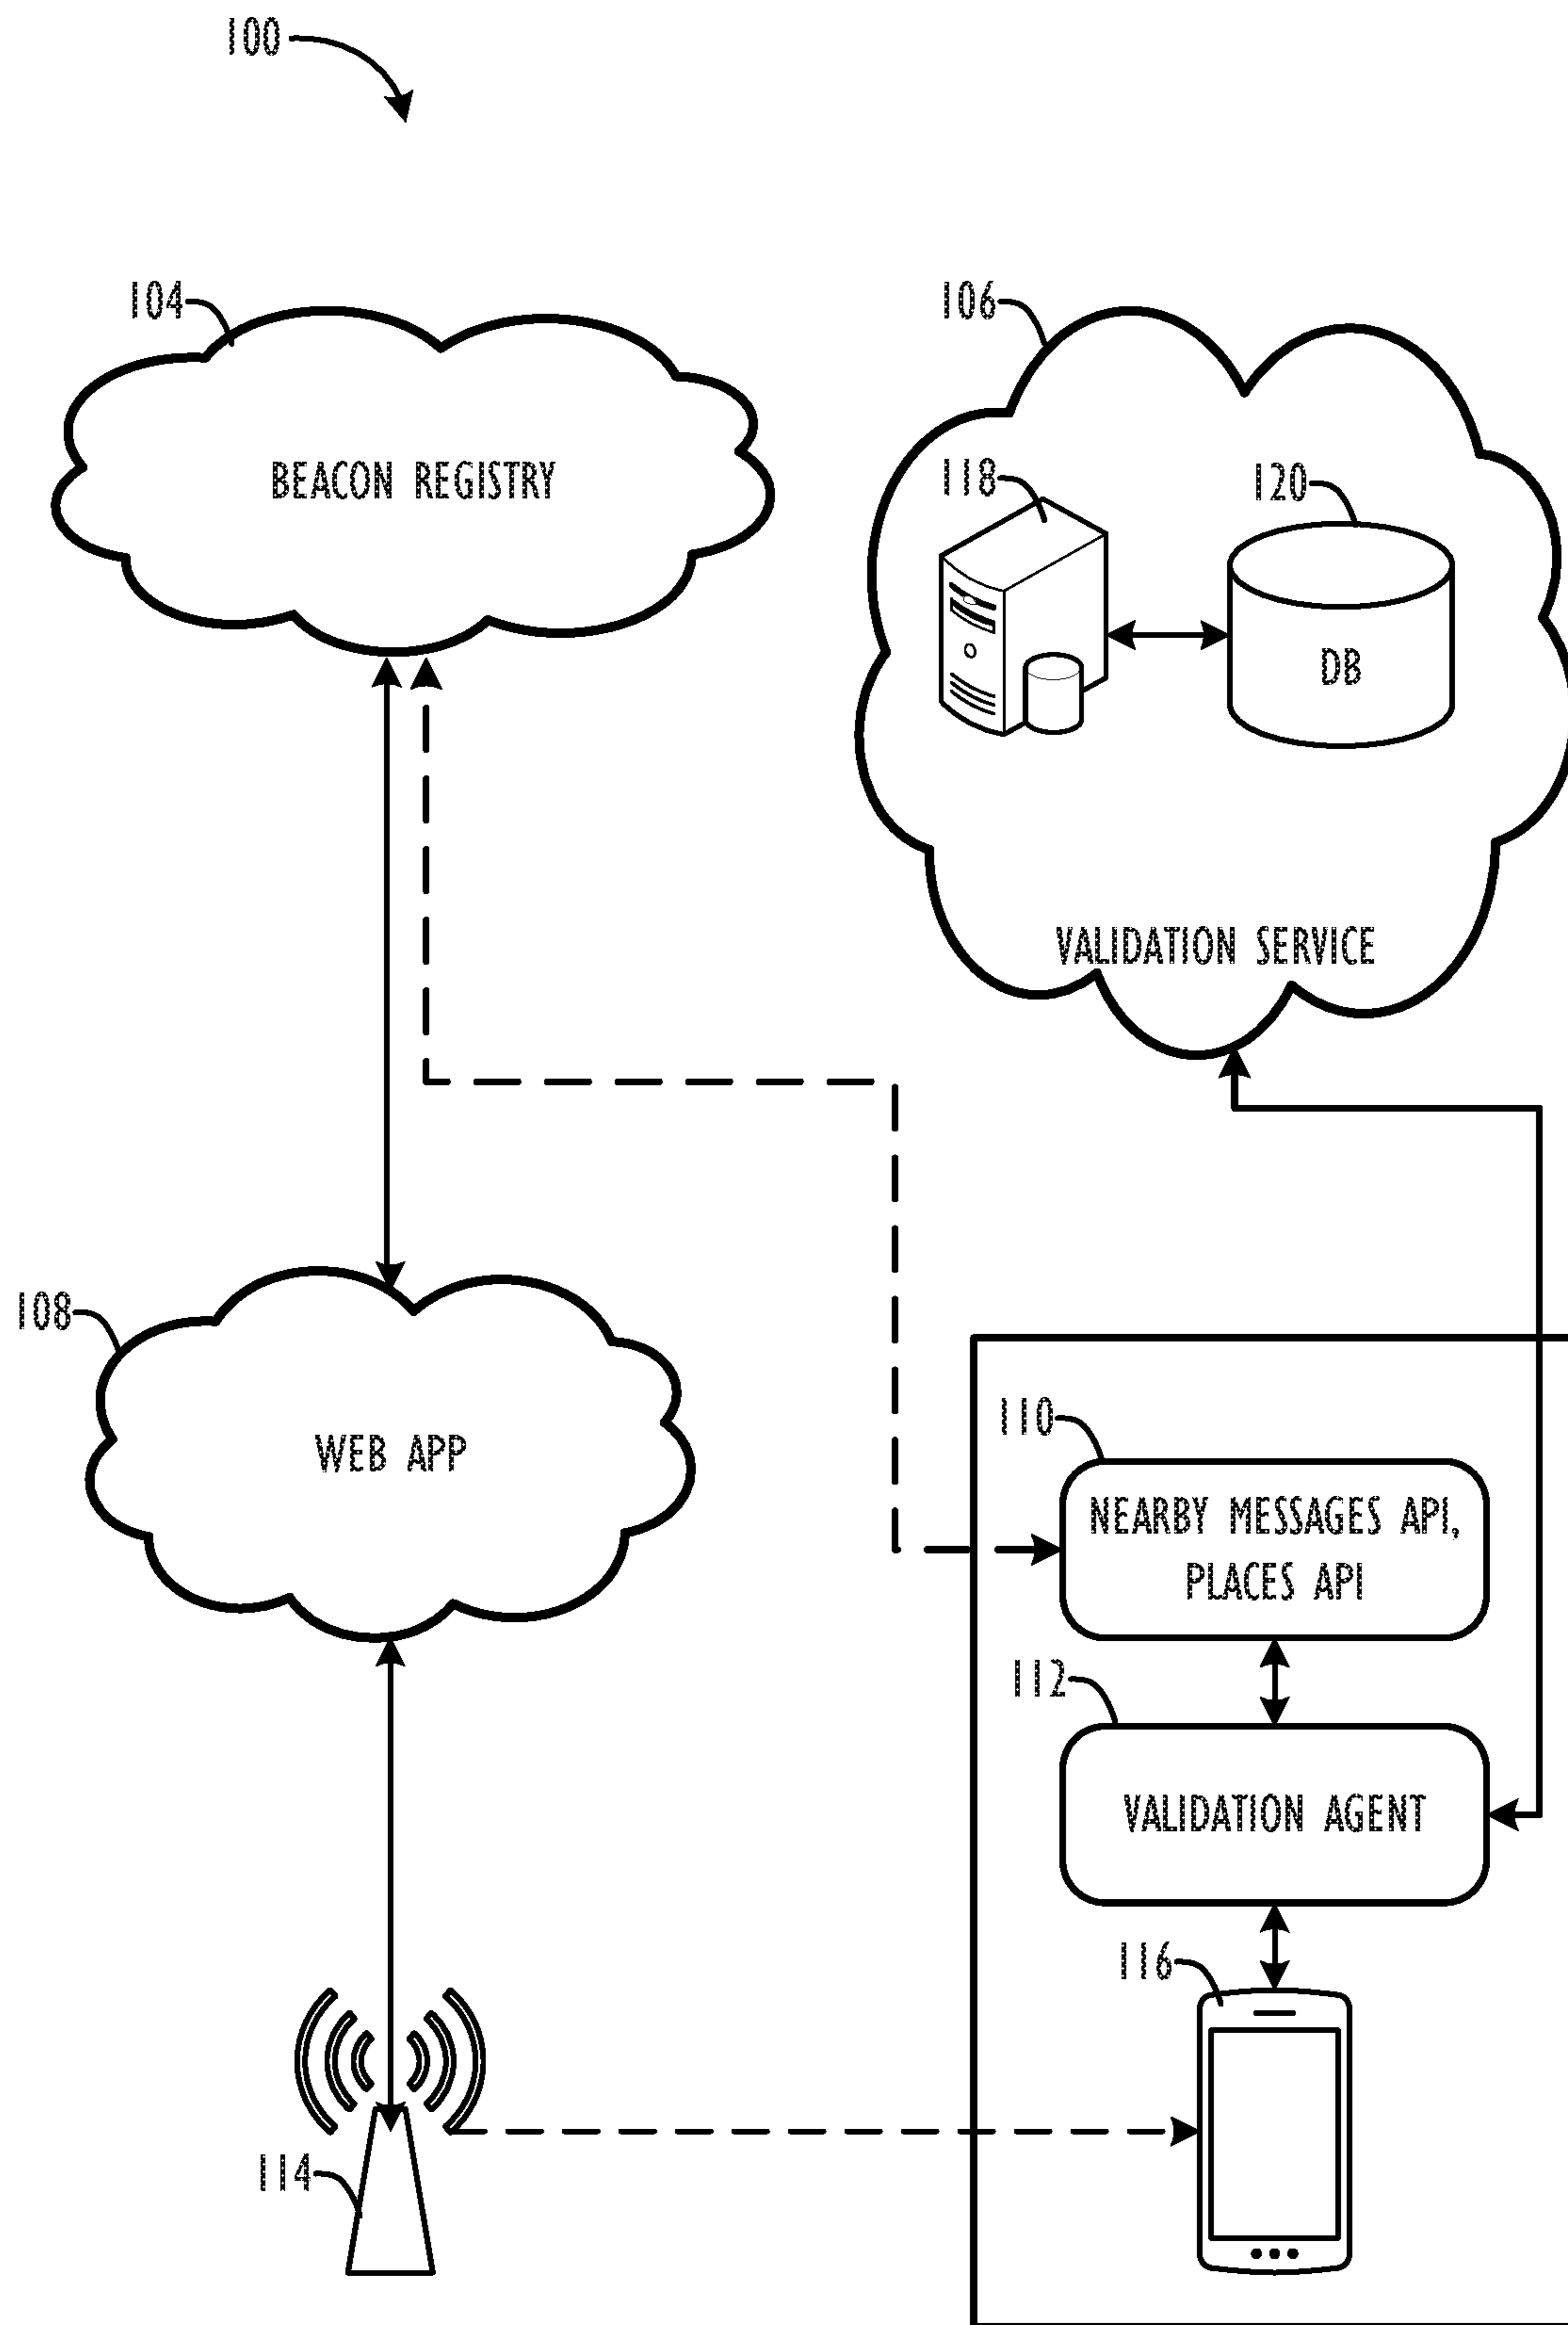 100
104
106
BEACON REGISTRY
118
120
DB
VALIDATION SERVICE
108
WEB APP
110
NEARBY MESSAGES API,
PLACES API
112
VALIDATION AGENT
116
114